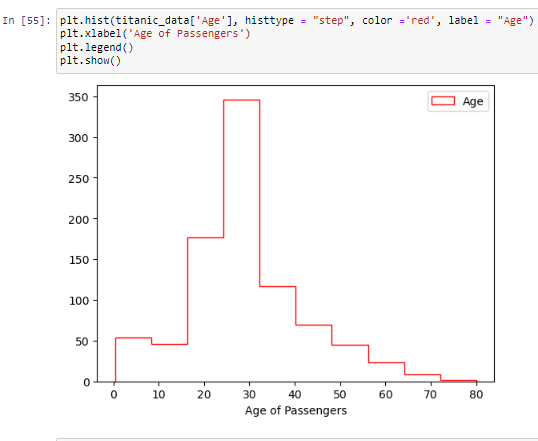 In [55]: plt.hist(titanic_data['Age'], histtype = "step", color ='red', label = "Age")
plt.xlabel('Age of Passengers')
plt.legend()
plt.show()
Age
350
300
250
200
150
100
50
0
0 10 20 30 40 50 60 70 80
Age of Passengers